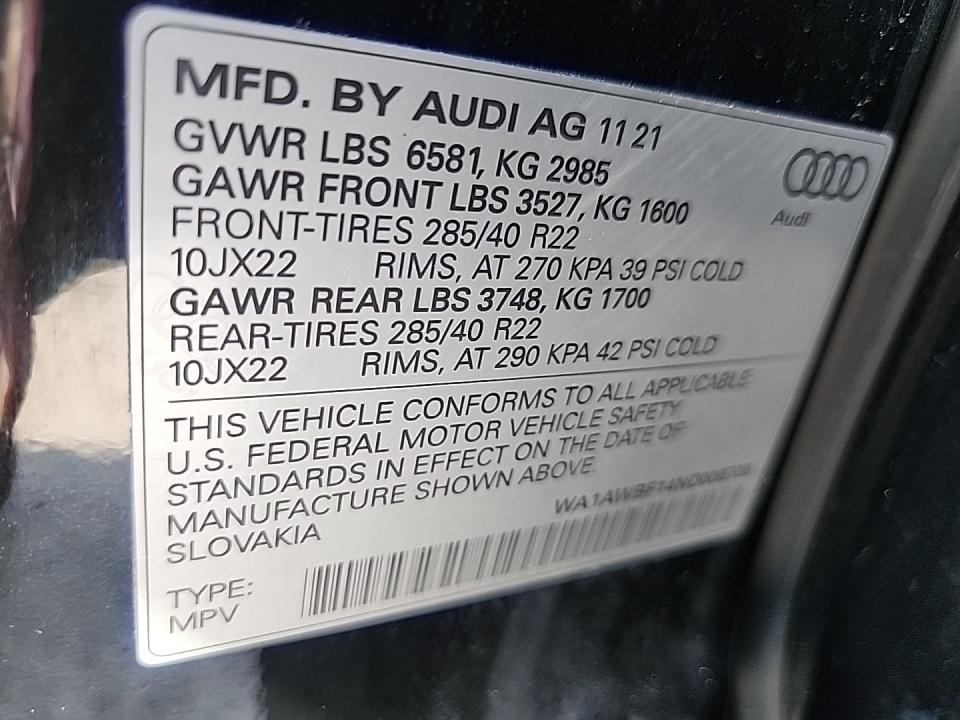 MFD. BY AUDI AG 11 21
GVWR LBS 6581, KG 2985
GAWR FRONT LBS 3527, KG 1600
FRONT-TIRES 285/40 R22
10JX22 RIMS, AT 270 KPA 39 PSI COLD
GAWR REAR LBS 3748, KG 1700
REAR-TIRES 285/40 R22
10JX22 RIMS, AT 290 KPA 42 PSI COLD
Audi
THIS VEHICLE CONFORMS TO ALL APPLICABLE
U.S. FEDERAL MOTOR VEHICLE SAFETY
STANDARDS IN EFFECT ON THE DATE OF
MANUFACTURE SHOWN ABOVE.
SLOVAKIA
TYPE:
MPV